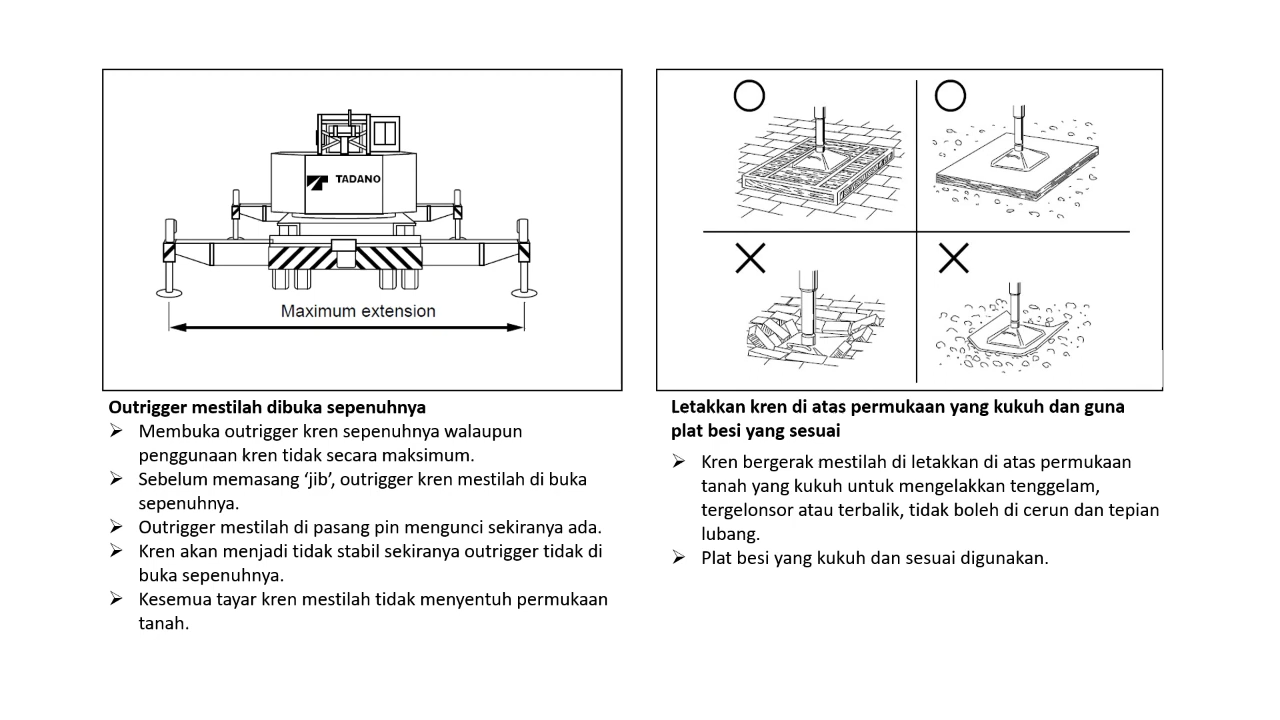 TADANO
Maximum extension
Outrigger mestilah dibuka sepenuhnya
➢ Membuka outrigger kren sepenuhnya walaupun
penggunaan kren tidak secara maksimum.
➢ Sebelum memasang ‘jib’, outrigger kren mestilah di buka
sepenuhnya.
➢ Outrigger mestilah di pasang pin mengunci sekiranya ada.
➢ Kren akan menjadi tidak stabil sekiranya outrigger tidak di
buka sepenuhnya.
➢ Kesemua tayar kren mestilah tidak menyentuh permukaan
tanah.
Letakkan kren di atas permukaan yang kukuh dan guna
plat besi yang sesuai
➢ Kren bergerak mestilah di letakkan di atas permukaan
tanah yang kukuh untuk mengelakkan tenggelam,
tergelonsor atau terbalik, tidak boleh di cerun dan tepian
lubang.
➢ Plat besi yang kukuh dan sesuai digunakan.